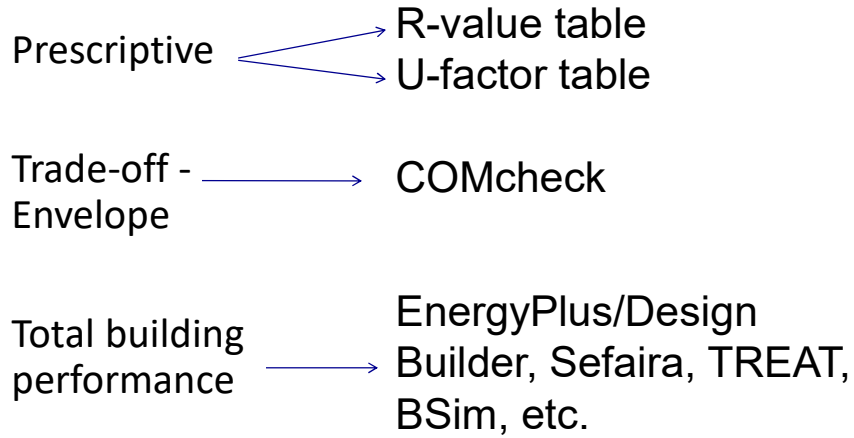 Prescriptive
R-value table
U-factor table
Trade-off -
Envelope
COMcheck
Total building
performance
EnergyPlus/Design
Builder, Sefaira, TREAT,
BSim, etc.